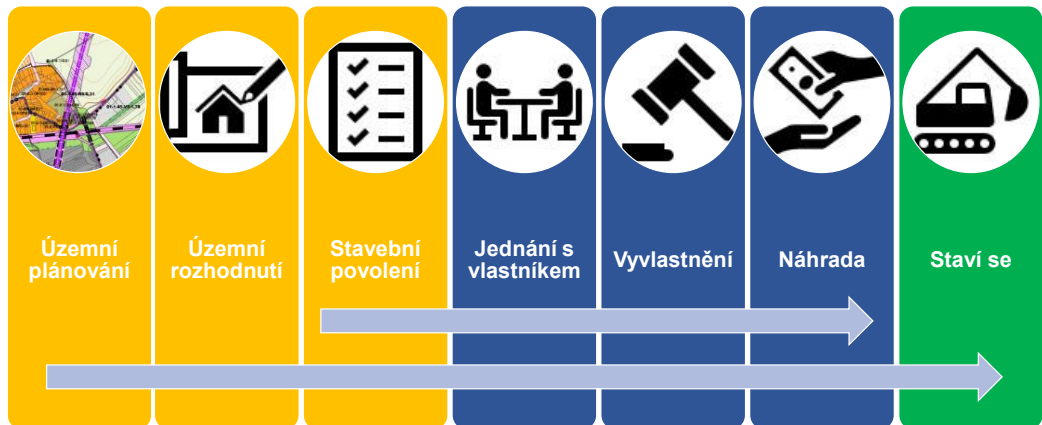 Územní
plánování
Územní
rozhodnutí
Stavební
povolení
Jednání s
vlastníkem
Vyvlastnění
Náhrada
Staví se